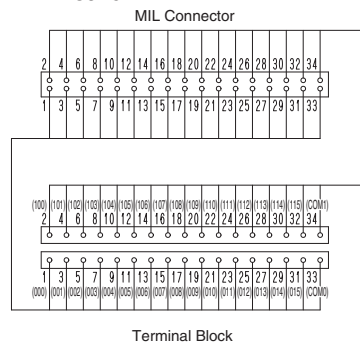 MIL Connector
2 4 6 8 10 12 14 16 18 20 22 24 26 28 30 32 34
1 3 5 7 9 11 13 15 17 19 21 23 25 27 29 31 33
(100) (101) (102) (103) (104) (105) (106) (107) (108) (109) (110) (111) (112) (113) (114) (115) (COM1)
2 4 6 8 10 12 14 16 18 20 22 24 26 28 30 32 34
1 3 5 7 9 11 13 15 17 19 21 23 25 27 29 31 33
(000) (001) (002) (003) (004) (005) (006) (007) (008) (009) (010) (011) (012) (013) (014) (015) (COM0)
Terminal Block